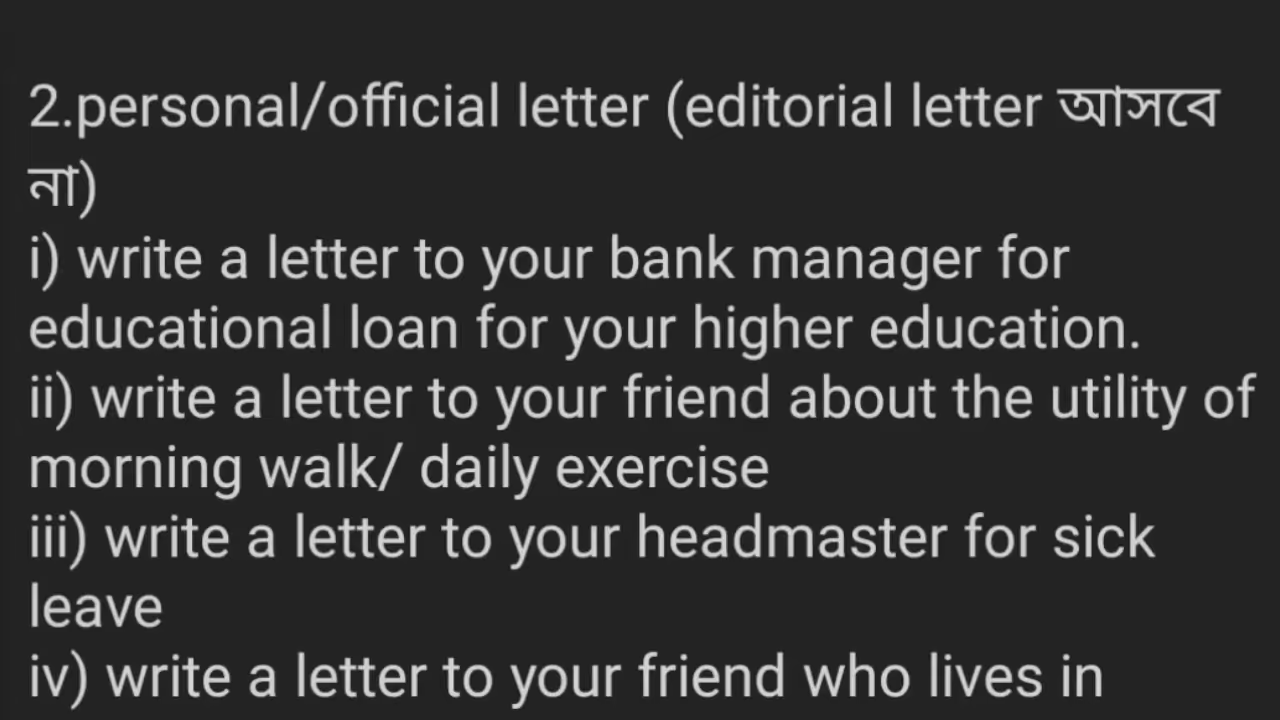 2.personal/official letter (editorial letter আসবে
না)
i) write a letter to your bank manager for
educational loan for your higher education.
ii) write a letter to your friend about the utility of
morning walk/ daily exercise
iii) write a letter to your headmaster for sick
leave
iv) write a letter to your friend who lives in